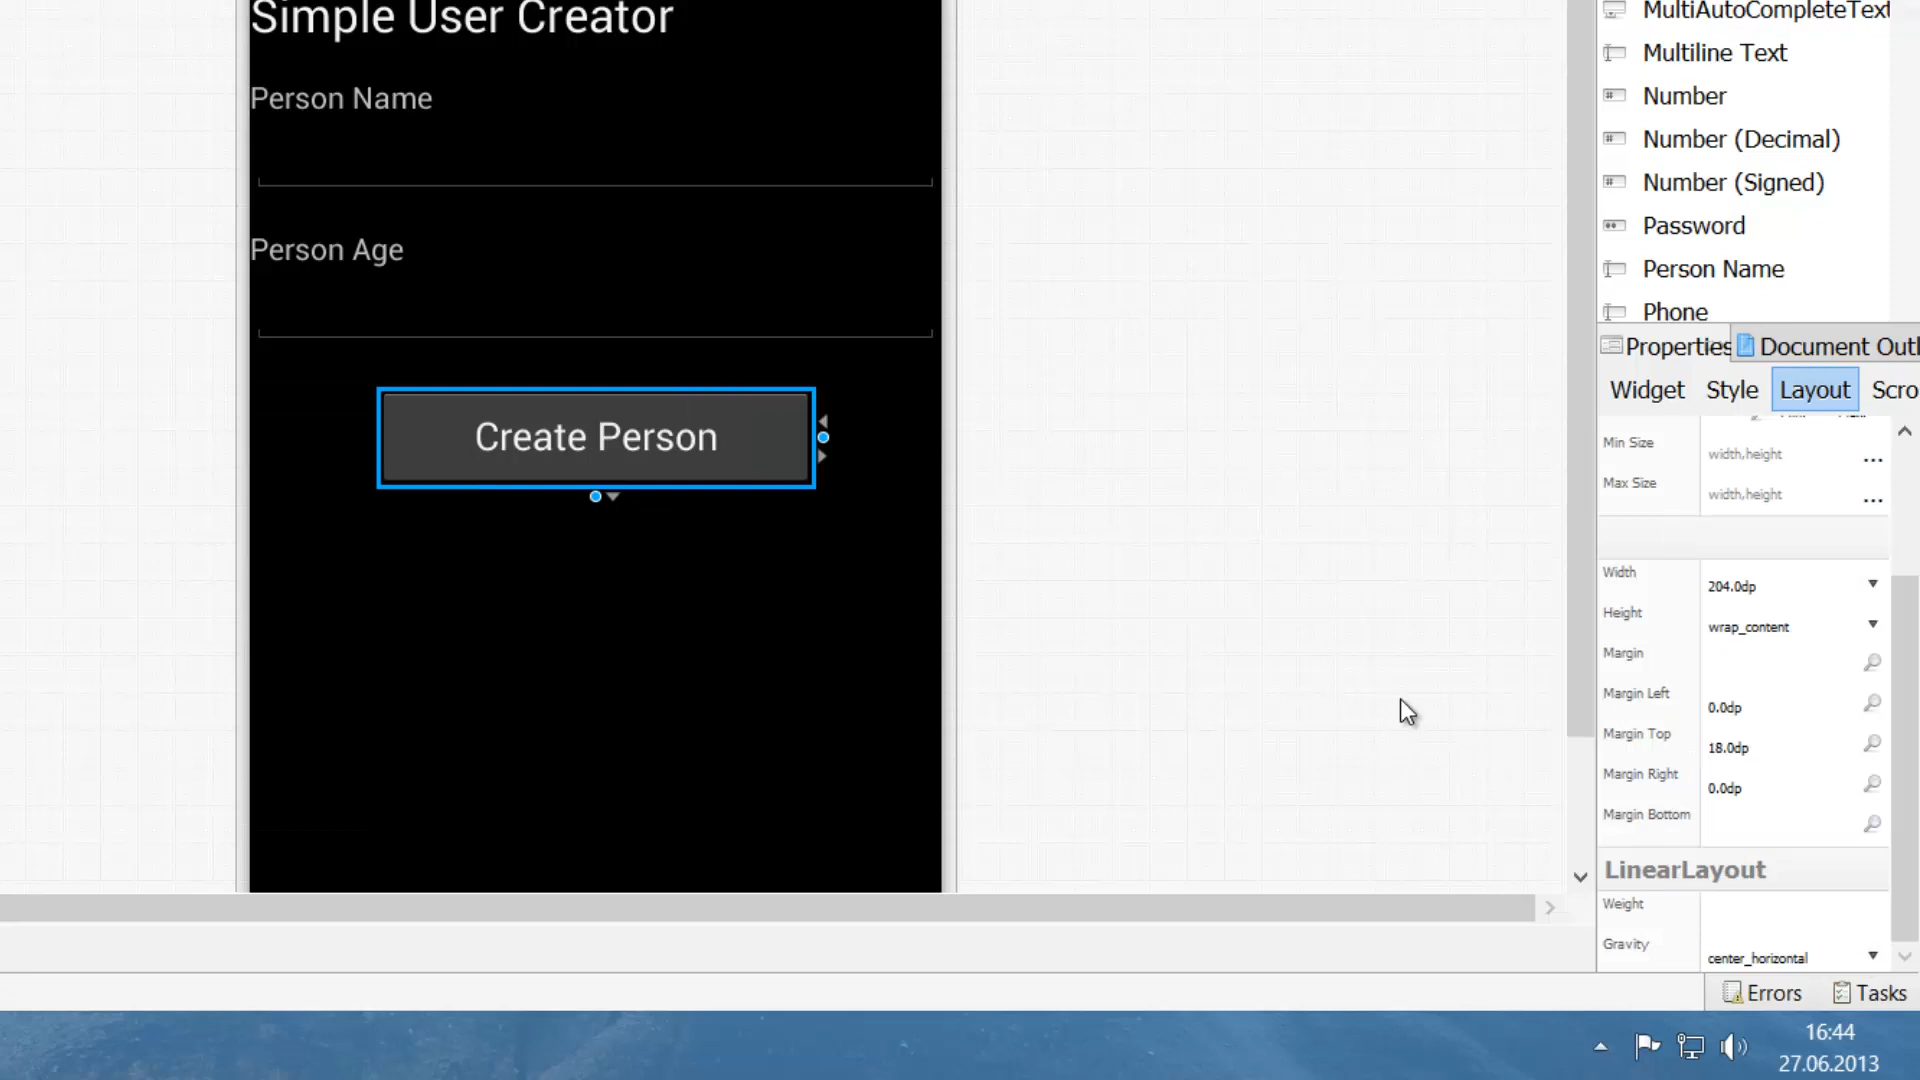 Simple User Creator
Person Name
Person Age
Create Person
MultiAutoCompleteText
Multiline Text
Number
Number (Decimal)
Number (Signed)
Password
Person Name
Phone
Properties
Document Outl
Widget Style Layout Scro
Min Size width,height ...
Max Size width,height ...
Width 204.0dp
Height wrap_content
Margin
Margin Left 0.0dp
Margin Top 18.0dp
Margin Right 0.0dp
Margin Bottom
LinearLayout
Weight
Gravity center_horizontal
Errors Tasks
16:44
27.06.2013